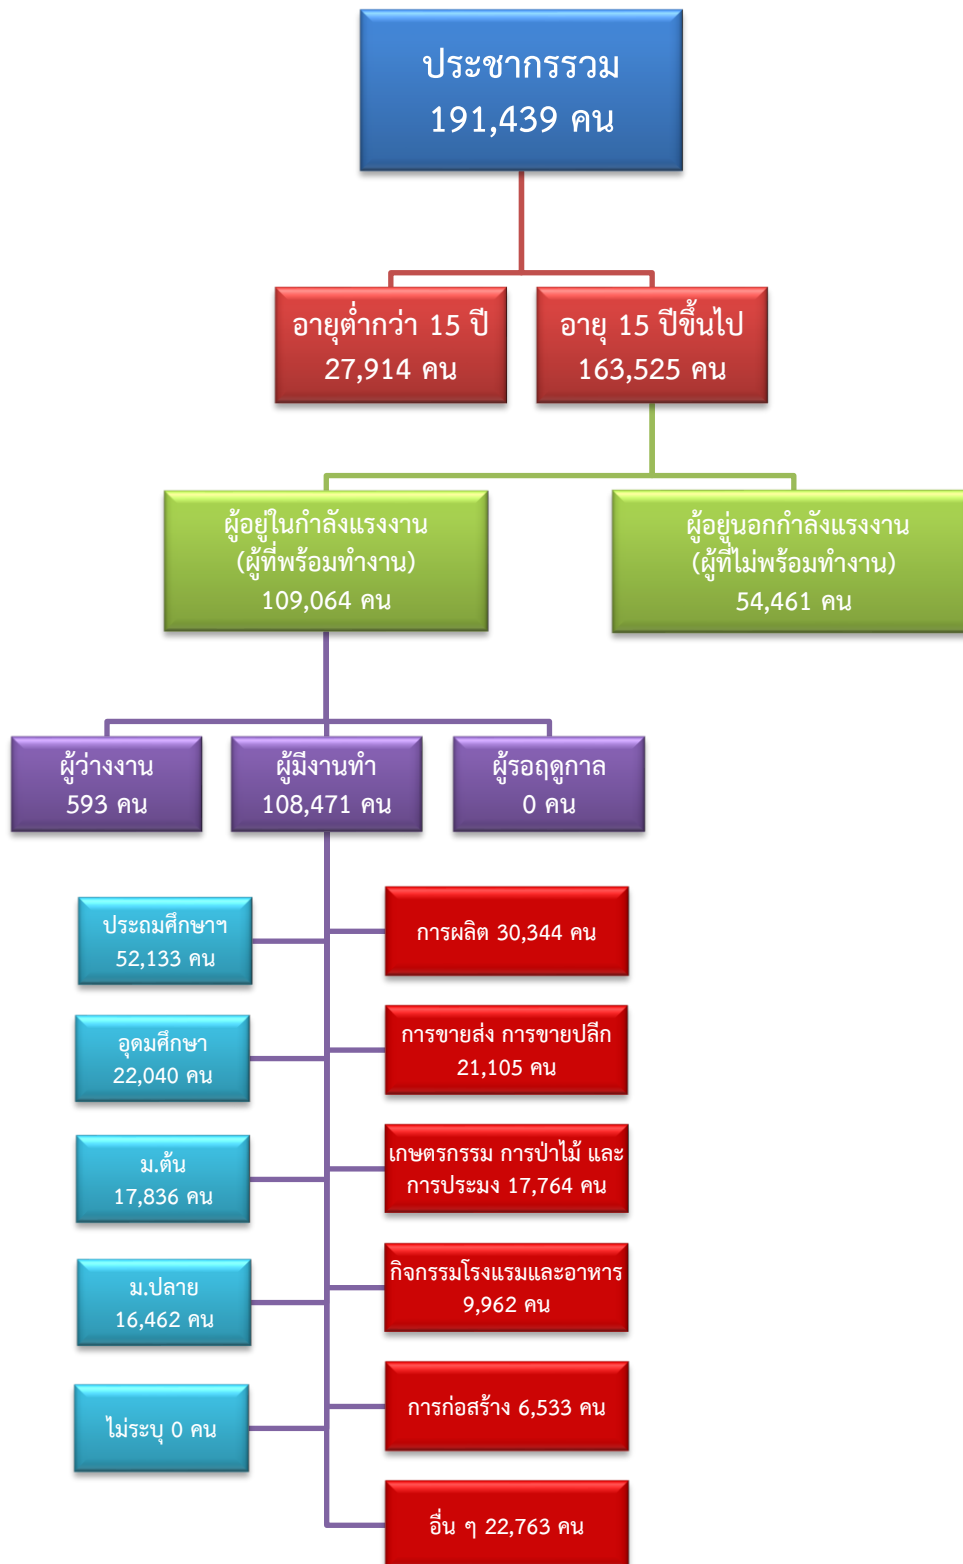 ประชากรรวม
191,439 คน
อายุต่ำกว่า 15 ปี
27,914 คน
อายุ 15 ปีขึ้นไป
163,525 คน
ผู้อยู่ในกำลังแรงงาน
(ผู้ที่พร้อมทำงาน)
109,064 คน
ผู้อยู่นอกกำลังแรงงาน
(ผู้ที่ไม่พร้อมทำงาน)
54,461 คน
ผู้ว่างงาน
593 คน
ผู้มีงานทำ
108,471 คน
ผู้รอฤดูกาล
0 คน
ประถมศึกษาฯ
52,133 คน
อุดมศึกษา
22,040 คน
ม.ต้น
17,836 คน
ม.ปลาย
16,462 คน
ไม่ระบุ 0 คน
การผลิต 30,344 คน
การขายส่ง การขายปลีก
21,105 คน
เกษตรกรรม การป่าไม้ และ
การประมง 17,764 คน
กิจกรรมโรงแรมและอาหาร
9,962 คน
การก่อสร้าง 6,533 คน
อื่น ๆ 22,763 คน